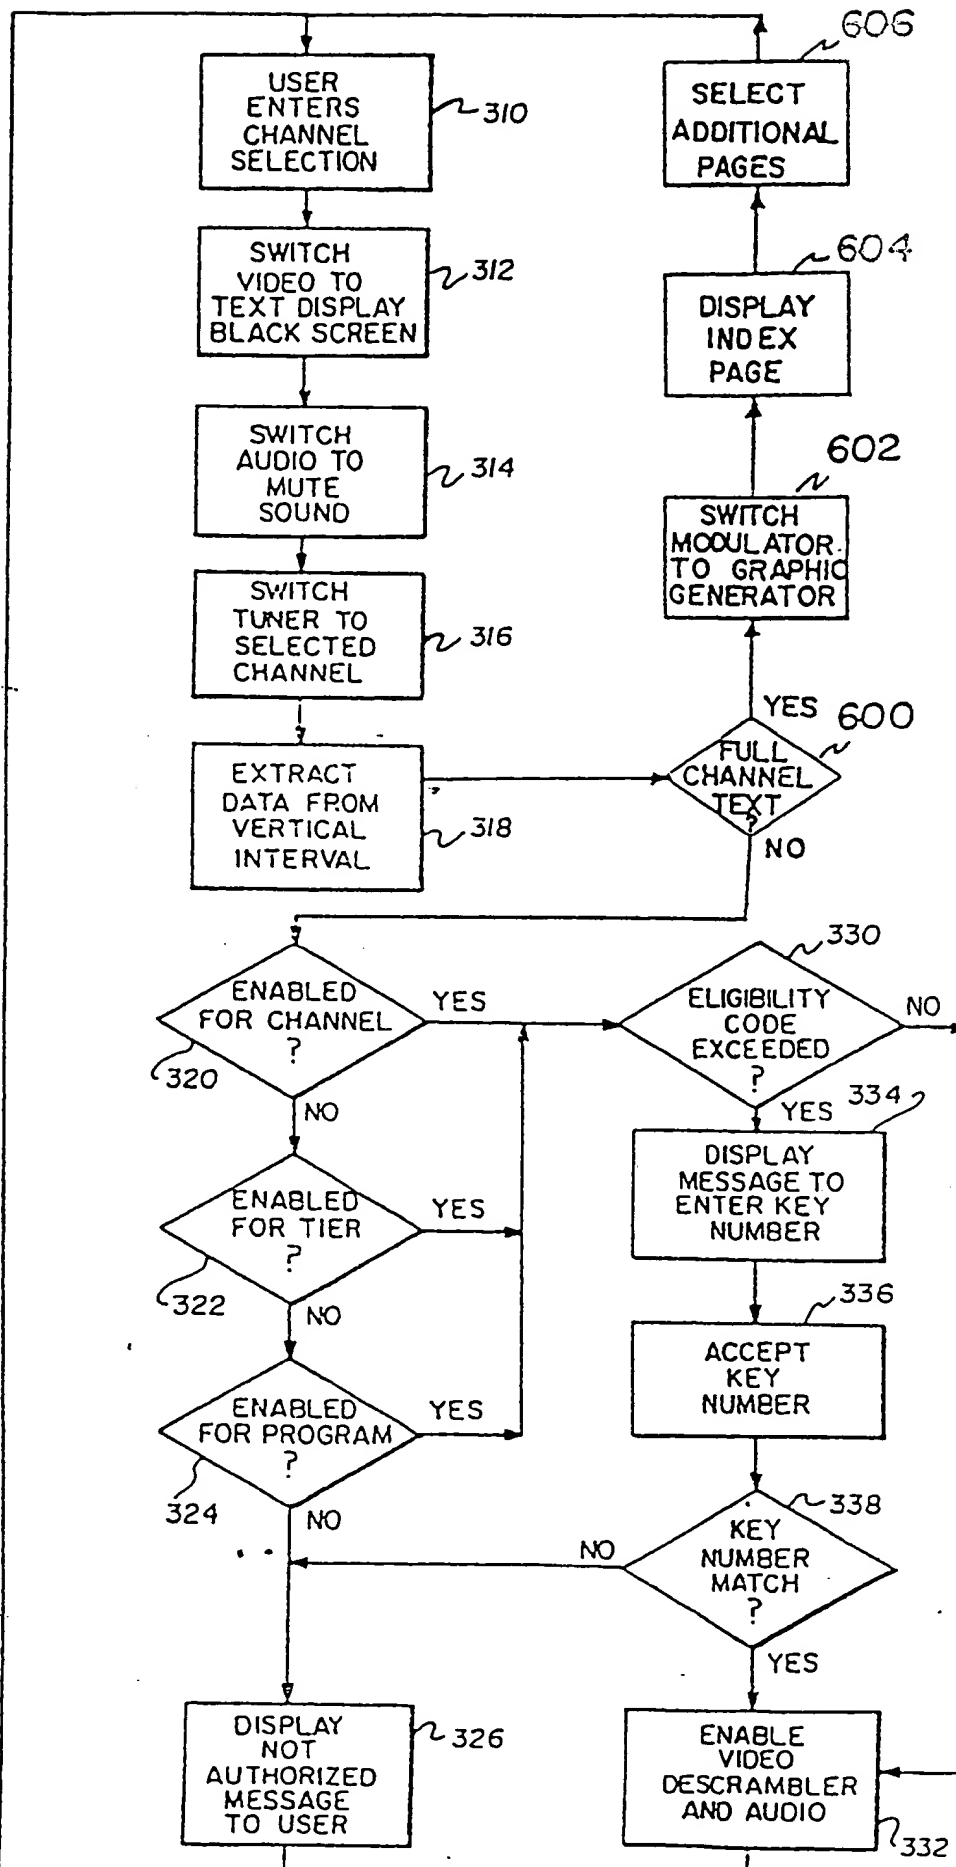 USER
ENTERS
CHANNEL
SELECTION
310
SWITCH
VIDEO TO
TEXT DISPLAY
BLACK SCREEN
312
SWITCH
AUDIO TO
MUTE
SOUND
314
SWITCH
TUNER TO
SELECTED
CHANNEL
316
EXTRACT
DATA FROM
VERTICAL
INTERVAL
318
606
SELECT
ADDITIONAL
PAGES
604
DISPLAY
INDEX
PAGE
602
SWITCH
MODULATOR
TO GRAPHIC
GENERATOR
YES
600
FULL
CHANNEL
TEXT
?
NO
ENABLED
FOR CHANNEL
?
YES
320
NO
ENABLED
FOR TIER
?
YES
322
NO
ENABLED
FOR PROGRAM
?
YES
324
NO
330
ELIGIBILITY
CODE
EXCEEDED
?
NO
YES
334
DISPLAY
MESSAGE TO
ENTER KEY
NUMBER
336
ACCEPT
KEY
NUMBER
338
KEY
NUMBER
MATCH
?
NO
YES
DISPLAY
NOT
AUTHORIZED
MESSAGE
TO USER
326
ENABLE
VIDEO
DESCRAMBLER
AND AUDIO
332